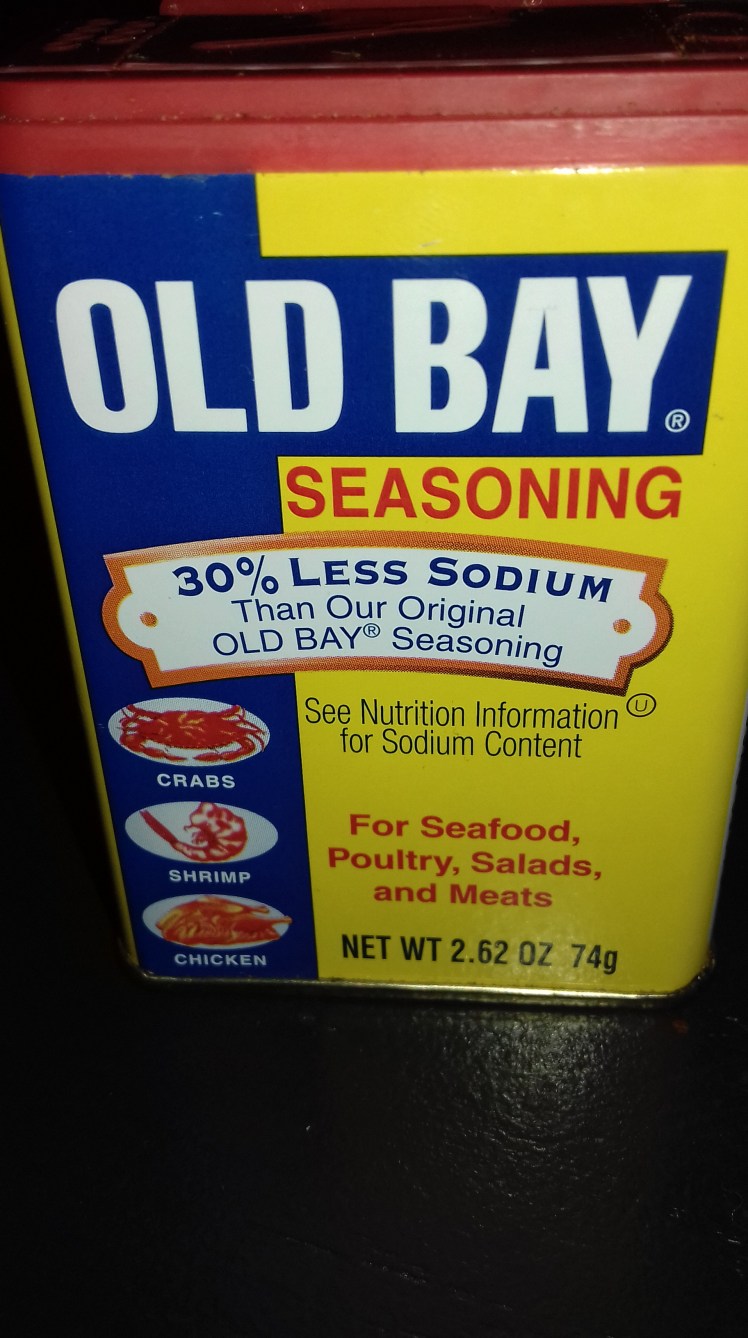 OLD BAY®
SEASONING
30% LESS SODIUM
Than Our Original
OLD BAY® Seasoning
See Nutrition Information Ⓤ
for Sodium Content
CRABS
SHRIMP
CHICKEN
For Seafood,
Poultry, Salads,
and Meats
NET WT 2.62 OZ 74g